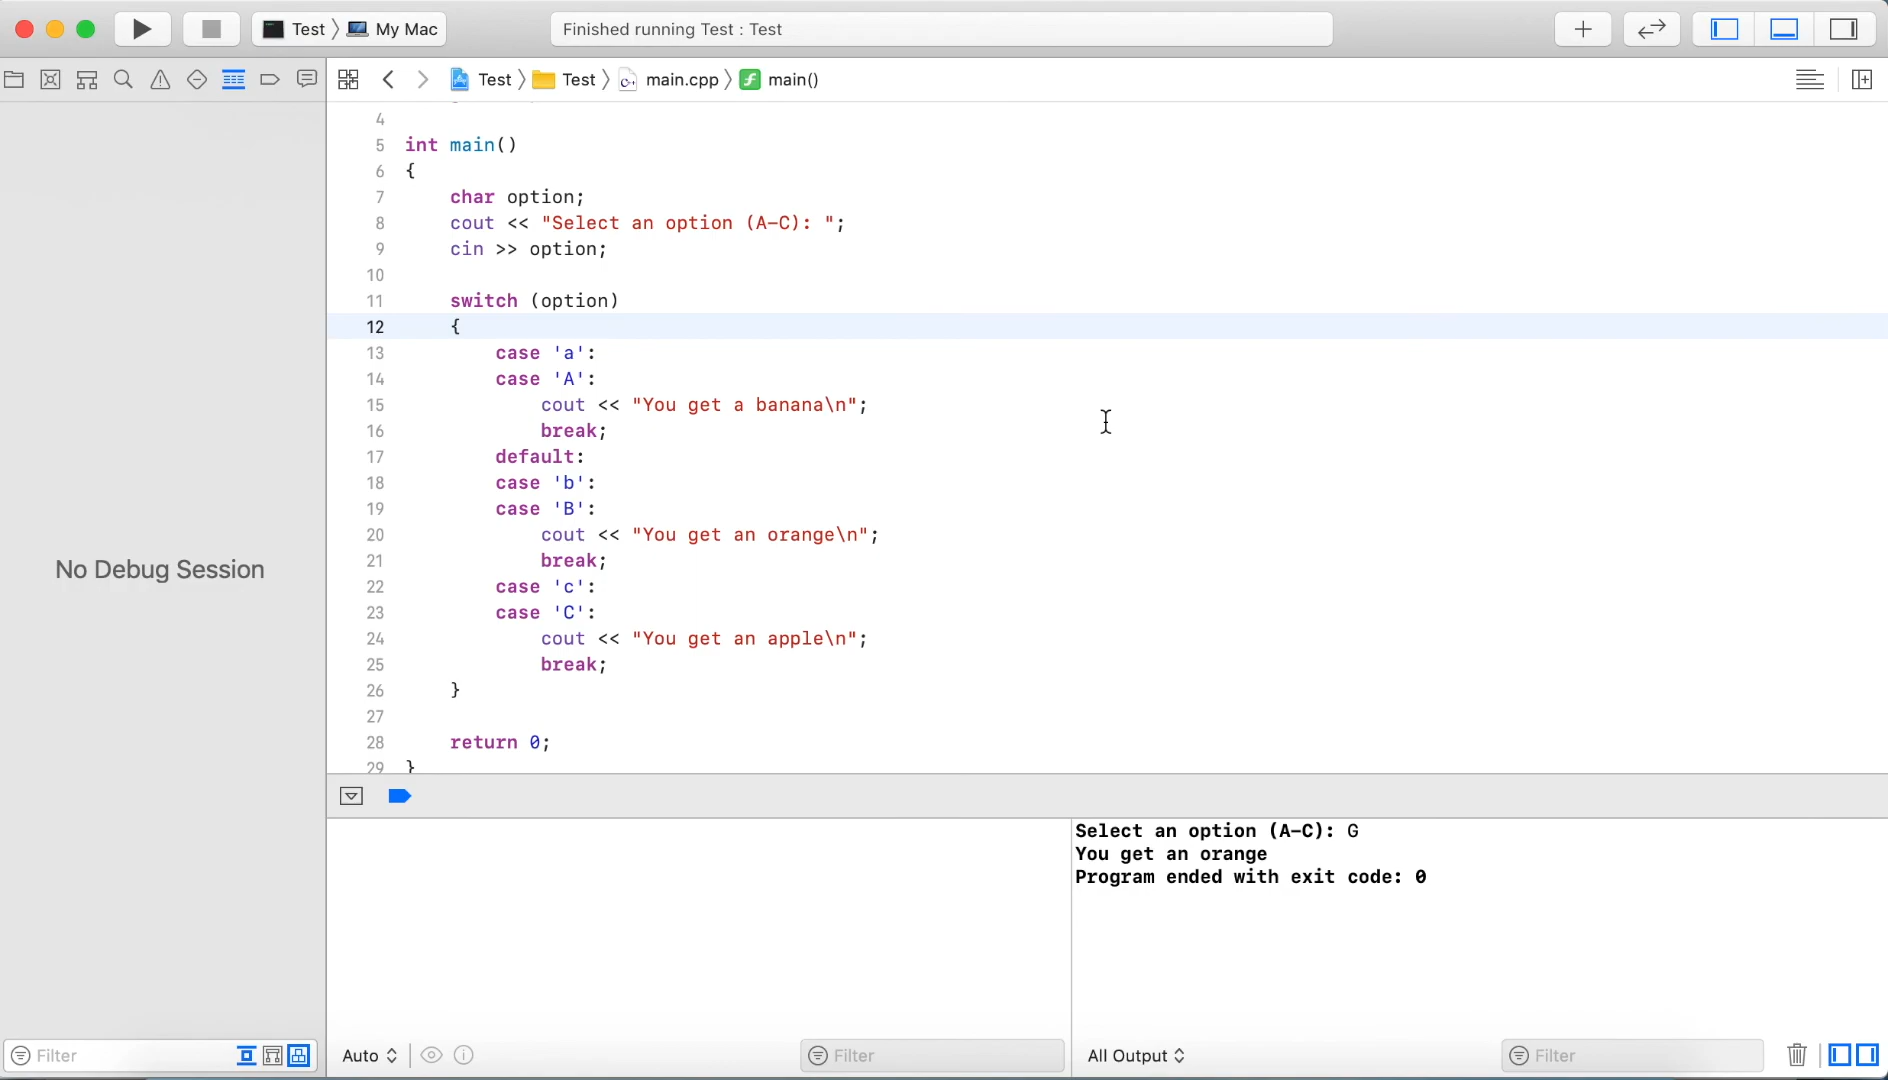 Test 〉 My Mac
Finished running Test : Test
Test 〉 Test 〉 main.cpp 〉 main()
4
5 int main()
6 {
7 char option;
8 cout << "Select an option (A-C): ";
9 cin >> option;
10
11 switch (option)
12 {
13 case 'a':
14 case 'A':
15 cout << "You get a banana\n";
16 break;
17 default:
18 case 'b':
19 case 'B':
20 cout << "You get an orange\n";
21 break;
22 case 'c':
23 case 'C':
24 cout << "You get an apple\n";
25 break;
26 }
27
28 return 0;
29 }
No Debug Session
Select an option (A-C): G
You get an orange
Program ended with exit code: 0
Filter
Auto
Filter
All Output
Filter